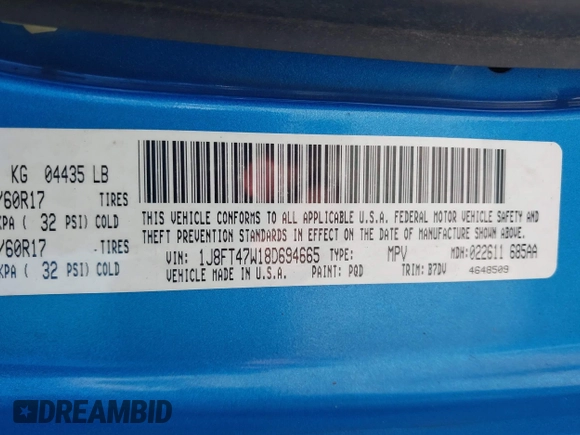 KG 04435 LB
/60R17 TIRES
KPA ( 32 PSI) COLD
/60R17 TIRES
KPA ( 32 PSI) COLD
THIS VEHICLE CONFORMS TO ALL APPLICABLE U.S.A. FEDERAL MOTOR VEHICLE SAFETY AND
THEFT PREVENTION STANDARDS IN EFFECT ON THE DATE OF MANUFACTURE SHOWN ABOVE.
VIN: 1J8FT47W18D694665 TYPE: MPV MDH: 022611 685AA
VEHICLE MADE IN U.S.A. PAINT: PQD TRIM: B7DV 4648509
DREAMBID